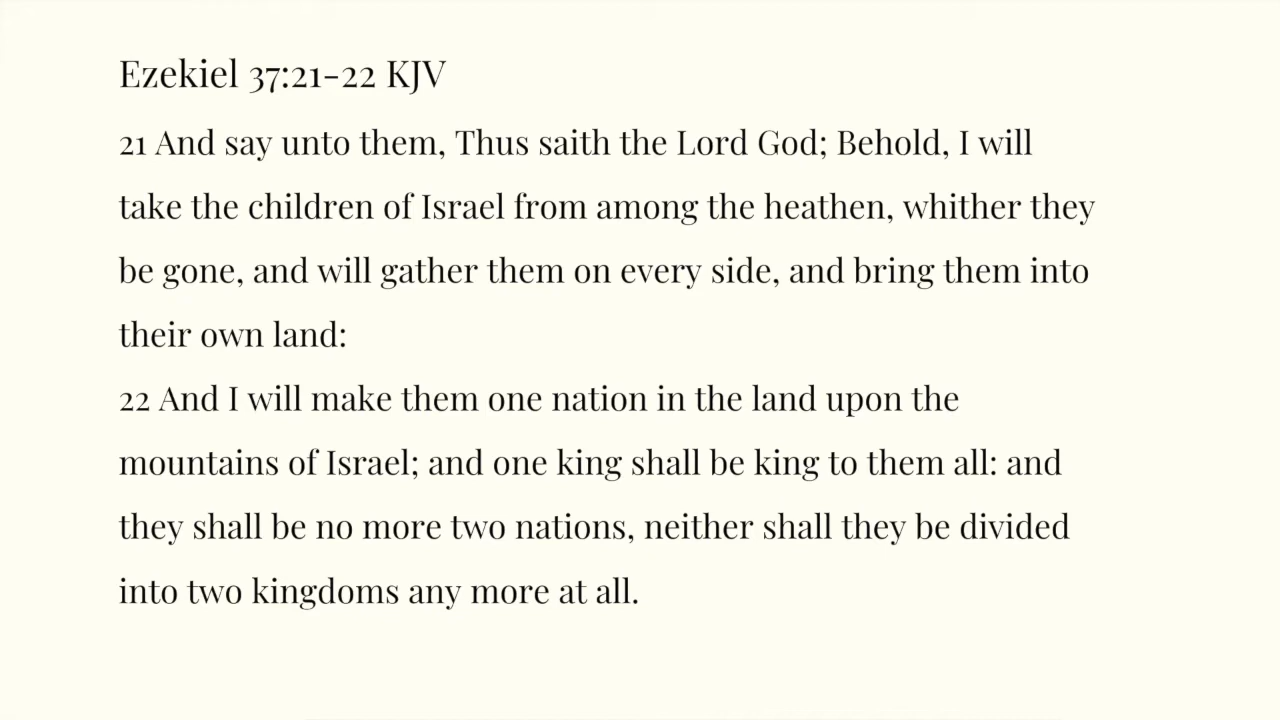 Ezekiel 37:21-22 KJV
21 And say unto them, Thus saith the Lord God; Behold, I will
take the children of Israel from among the heathen, whither they
be gone, and will gather them on every side, and bring them into
their own land:
22 And I will make them one nation in the land upon the
mountains of Israel; and one king shall be king to them all: and
they shall be no more two nations, neither shall they be divided
into two kingdoms any more at all.